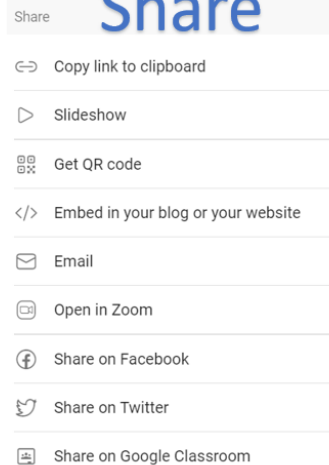 Share
Share
Copy link to clipboard
Slideshow
Get QR code
Embed in your blog or your website
Email
Open in Zoom
Share on Facebook
Share on Twitter
Share on Google Classroom